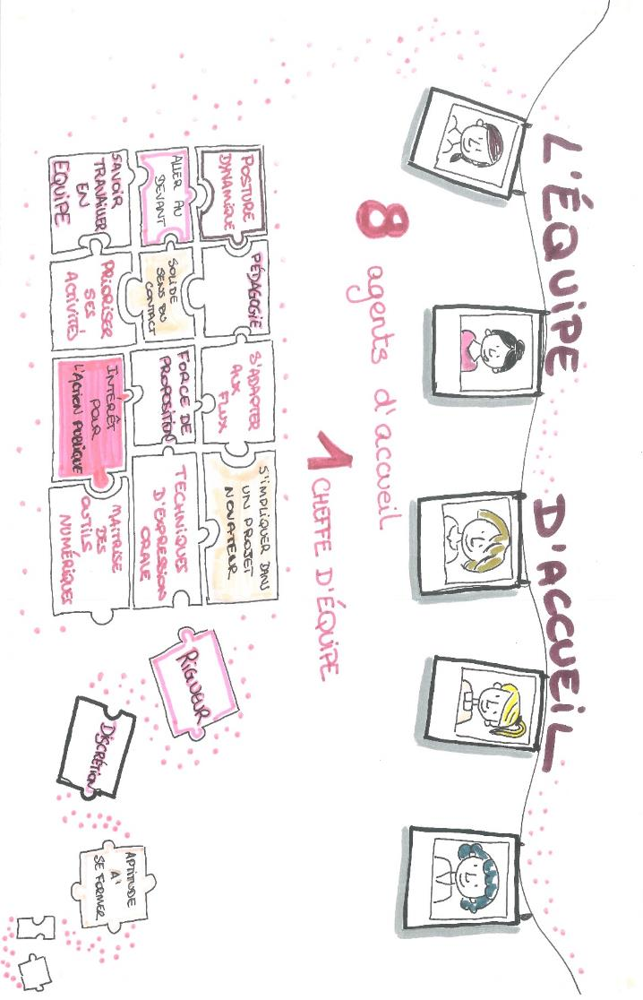 L'ÉQUIPE D'ACCUEIL
8 agents d'accueil
1 CHEFFE D'ÉQUIPE
POSTURE
DYNAMIQUE
PÉDAGOGIE
S'ADAPTER
AUX
FLUX
S'IMPLIQUER DANS
UN PROJET
NOVATEUR
ALLER AU
DEVANT
SOLIDE
SENS DU
CONTACT
FORCE DE
PROPOSITION
TECHNIQUES
D'EXPRESSION
ORALE
SAVOIR
TRAVAILLER
EN
EQUIPE
PRIORISER
SES
ACTIVITÉS
INTÉRÊT
POUR
L'ACTION PUBLIQUE
MAITRISE
DES
OUTILS
NUMÉRIQUES
RIGUEUR
DISCRÉTION
APTITUDE
A'
SE FORMER